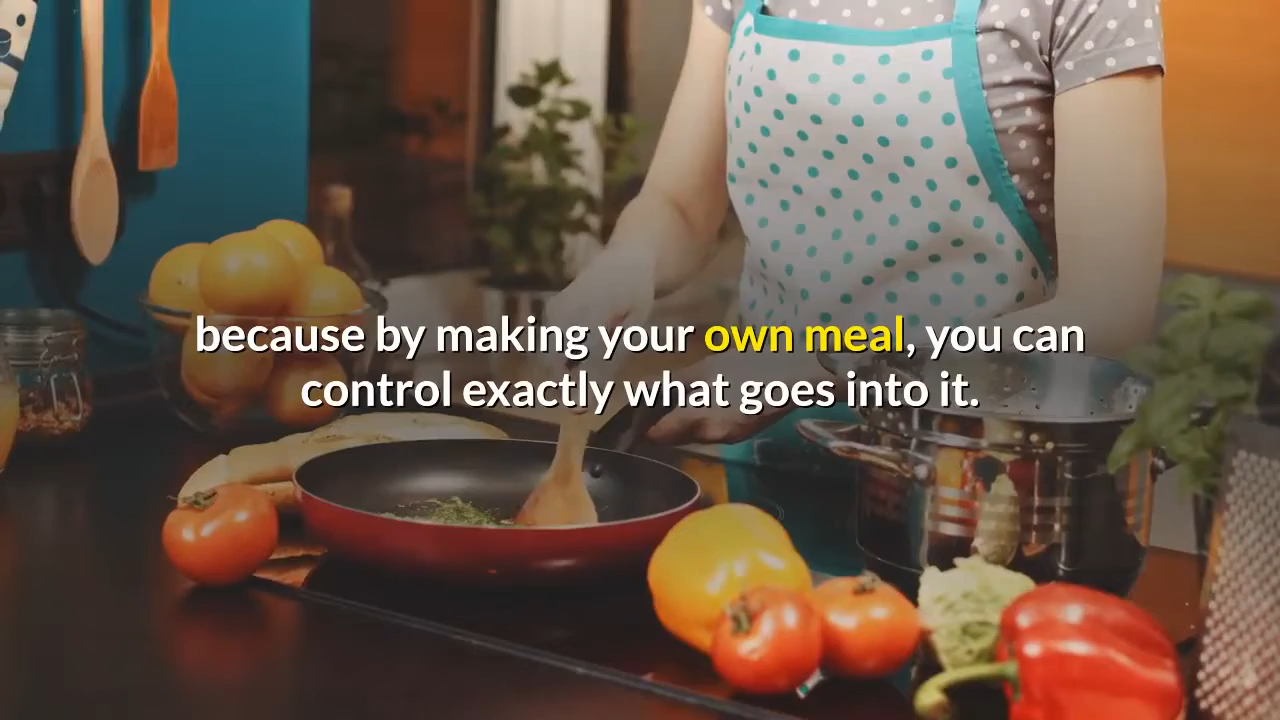 because by making your own meal, you can
control exactly what goes into it.